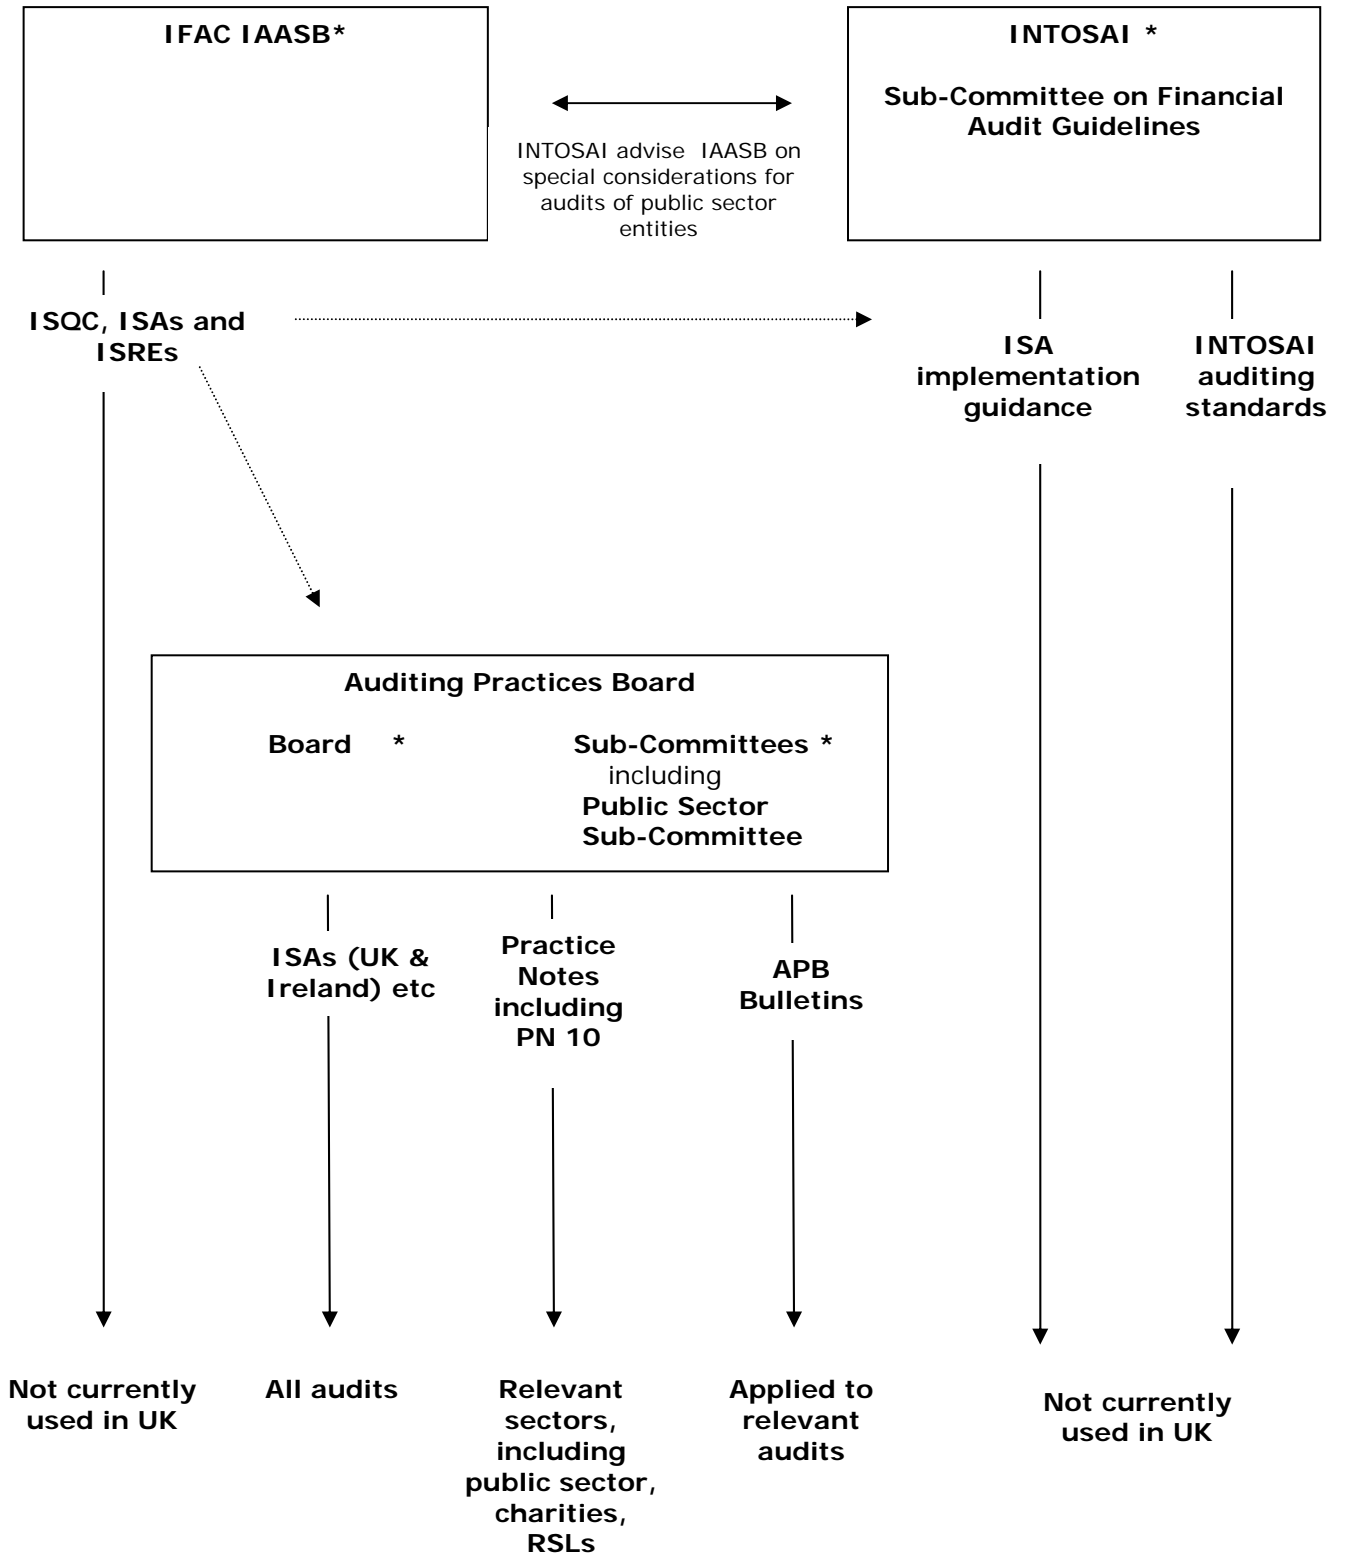 IFAC IAASB*
INTOSAI *
Sub-Committee on Financial
Audit Guidelines
INTOSAI advise IAASB on
special considerations for
audits of public sector
entities
ISQC, ISAs and
ISREs
ISA
implementation
guidance
INTOSAI
auditing
standards
Auditing Practices Board
Board *
Sub-Committees *
including
Public Sector
Sub-Committee
ISAs (UK &
Ireland) etc
Practice
Notes
including
PN 10
APB
Bulletins
Not currently
used in UK
All audits
Relevant
sectors,
including
public sector,
charities,
RSLs
Applied to
relevant
audits
Not currently
used in UK